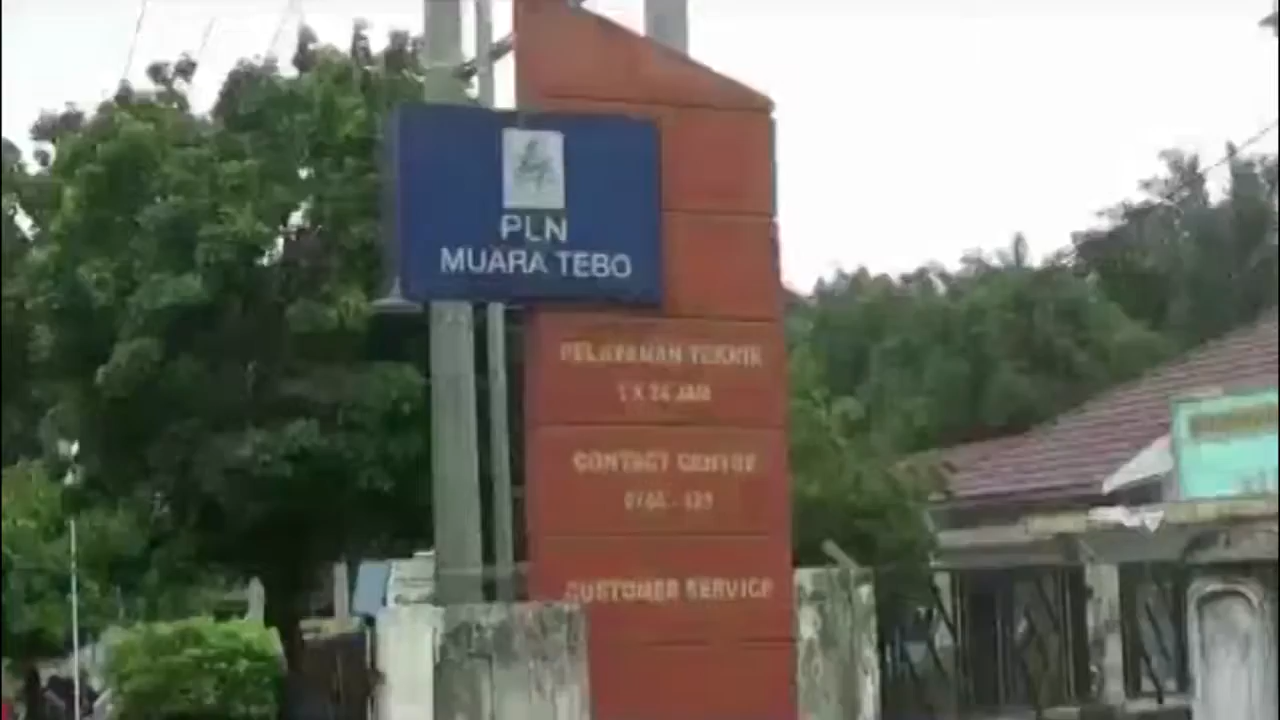 PLN
MUARA TEBO
PELAYANAN TEKNIK
1 X 24 JAM
CONTACT CENTRE
CUSTOMER SERVICE